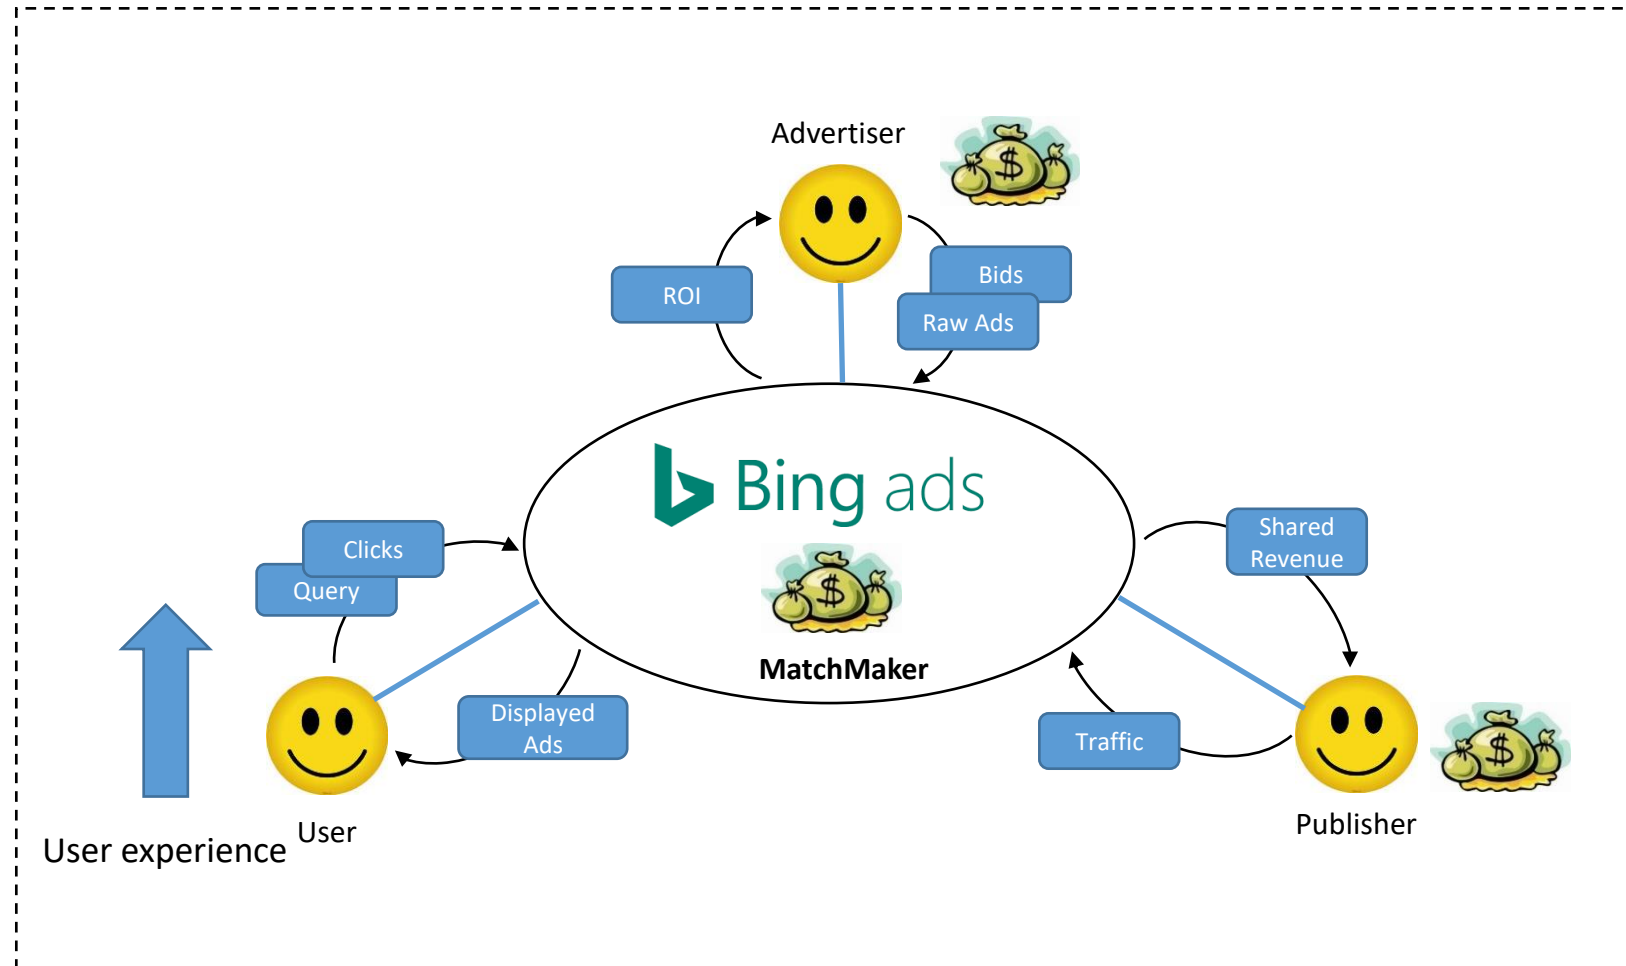 Advertiser
$
Bids
ROI
Raw Ads
Bing ads
Shared
Revenue
Clicks
Query
$
MatchMaker
Displayed
Ads
Traffic
$
User
Publisher
User experience